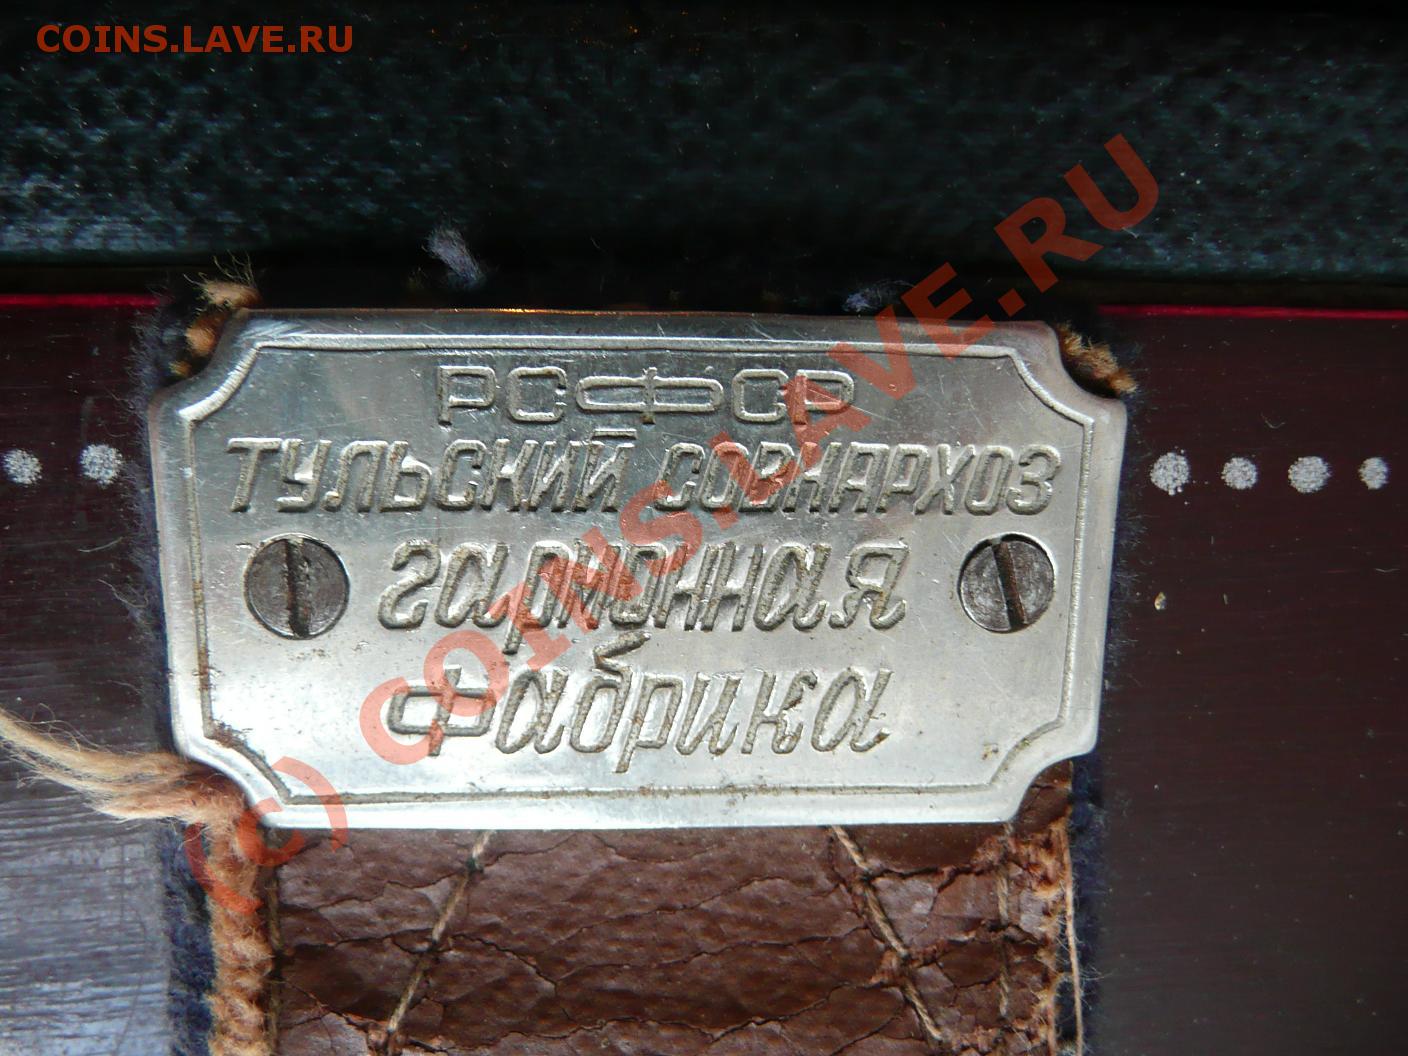 COINS.LAVE.RU
РСФСР
ТУЛЬСКИЙ СОВНАРХОЗ
гармонная
фабрика
(c) COINS.LAVE.RU